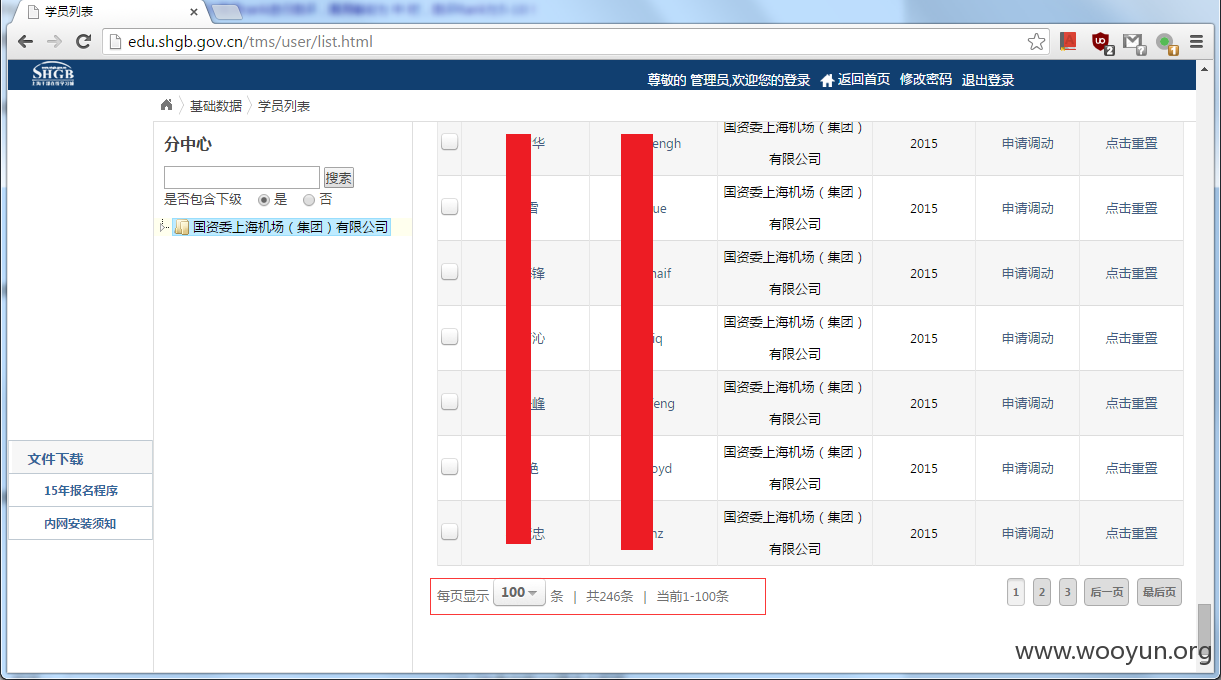 学员列表
edu.shgb.gov.cn/tms/user/list.html
SHGB
尊敬的 管理员,欢迎您的登录 返回首页 修改密码 退出登录
基础数据 学员列表
分中心
搜索
是否包含下级 是 否
国资委上海机场（集团）有限公司
文件下载
15年报名程序
内网安装须知
华 engh 国资委上海机场（集团） 2015 申请调动 点击重置
有限公司
ue 国资委上海机场（集团） 2015 申请调动 点击重置
有限公司
锋 naif 国资委上海机场（集团） 2015 申请调动 点击重置
有限公司
沁 iq 国资委上海机场（集团） 2015 申请调动 点击重置
有限公司
峰 eng 国资委上海机场（集团） 2015 申请调动 点击重置
有限公司
oyd 国资委上海机场（集团） 2015 申请调动 点击重置
有限公司
忠 nz 国资委上海机场（集团） 2015 申请调动 点击重置
有限公司
每页显示 100 条 | 共246条 | 当前1-100条
1 2 3 后一页 最后页
www.wooyun.org